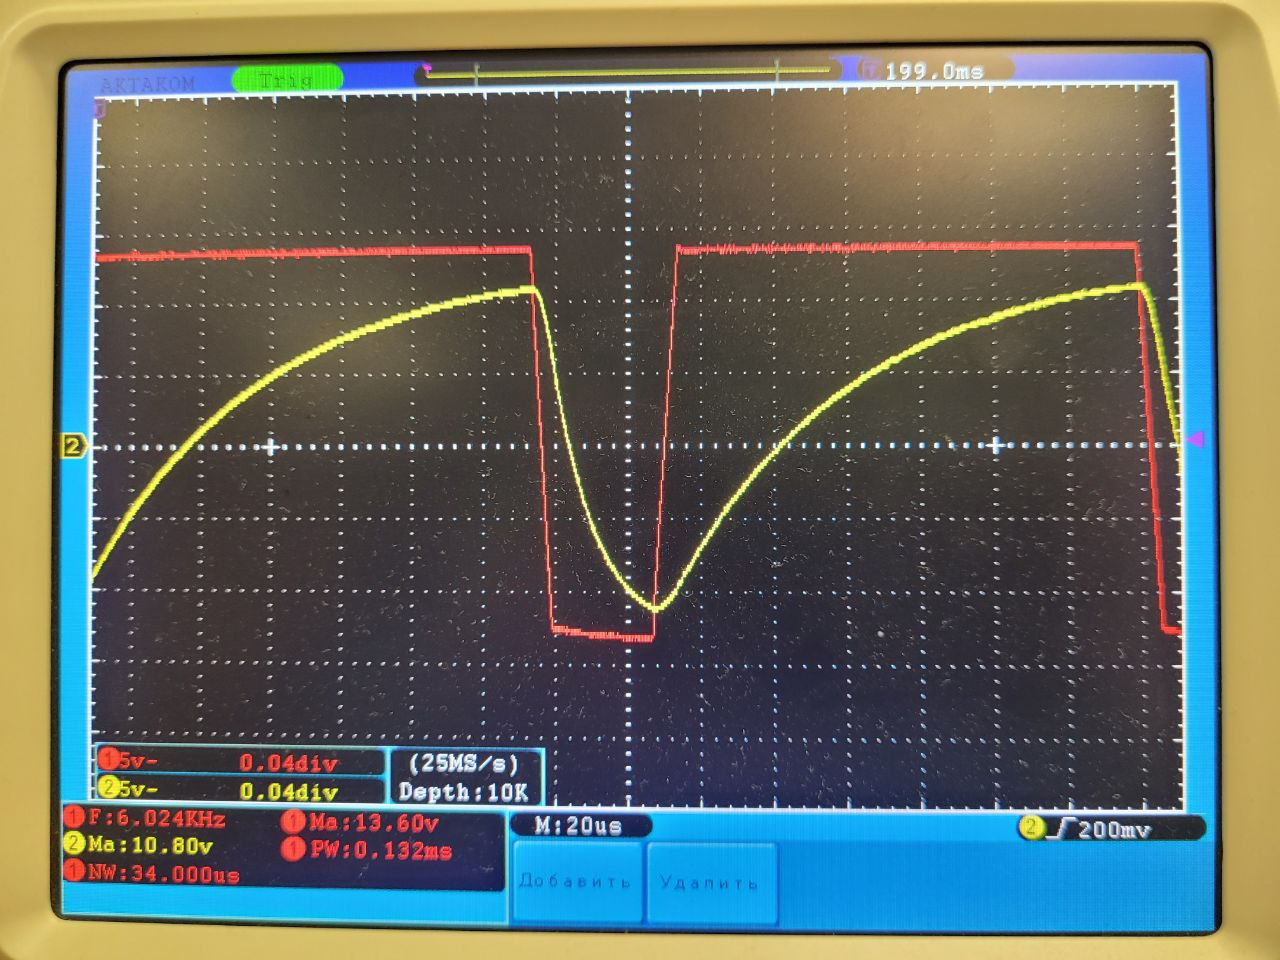 AKTAKOM Trig T 199.0ms
2
1 5v- 0.04div
2 5v- 0.04div
(25MS/s)
Depth:10K
1 F:6.024KHz 1 Ma:13.60v
2 Ma:10.80v 1 PW:0.132ms
1 NW:34.000us
M:20us
2 200mv
Добавить Удалить